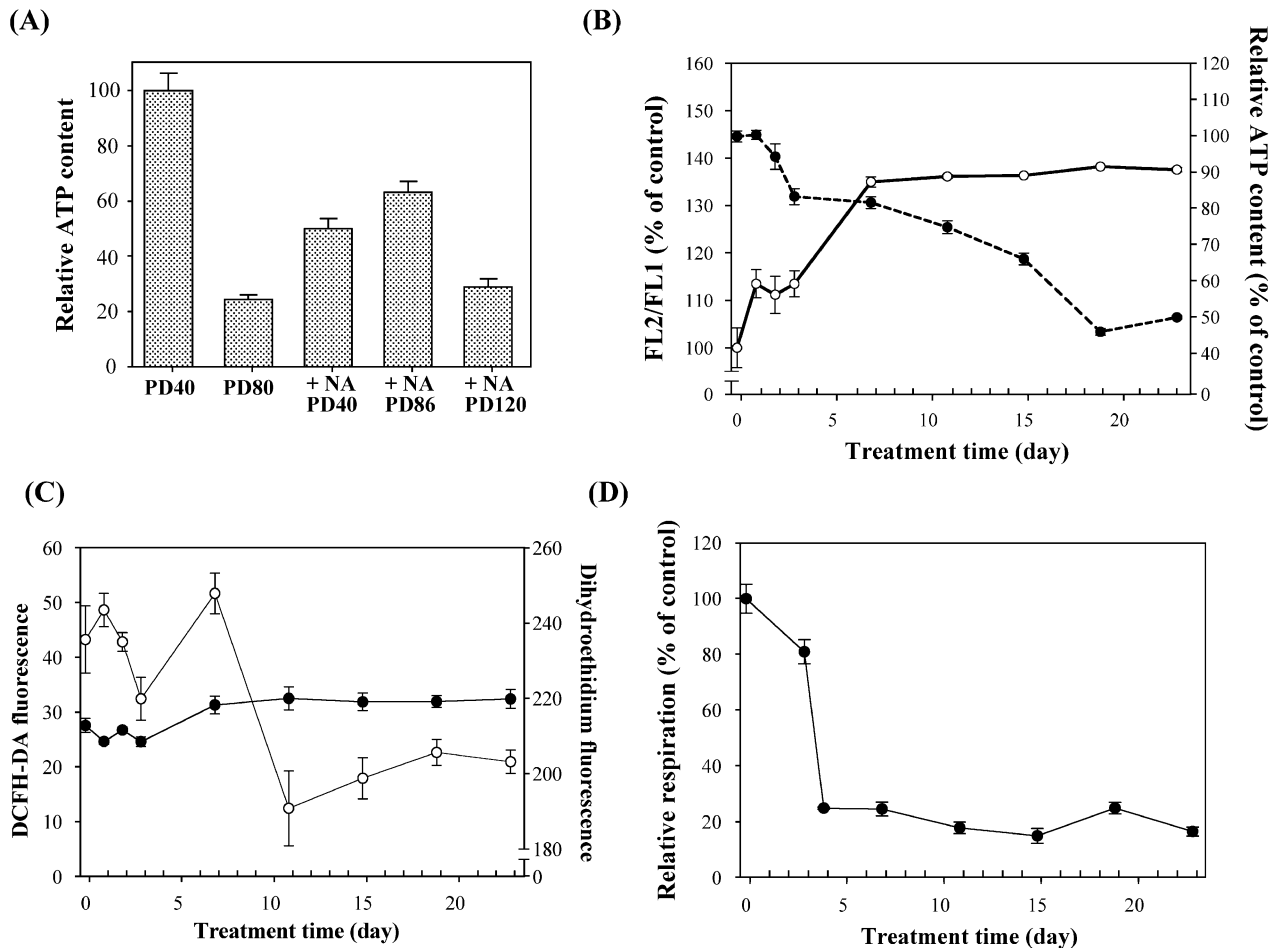 (A)
Relative ATP content
100
80
60
40
20
0
PD40
PD80
+ NA
PD40
+ NA
PD86
+ NA
PD120
(B)
FL2/FL1 (% of control)
160
150
140
130
120
110
100
0
Relative ATP
content (% of control)
120
110
100
90
80
70
60
50
40
0
0 5 10 15 20
Treatment time (day)
(C)
DCFH-DA fluorescence
60
50
40
30
20
10
0
Dihydroethidium fluorescence
260
240
220
200
180
0
0 5 10 15 20
Treatment time (day)
(D)
Relative respiration (% of control)
120
100
80
60
40
20
0
0 5 10 15 20
Treatment time (day)